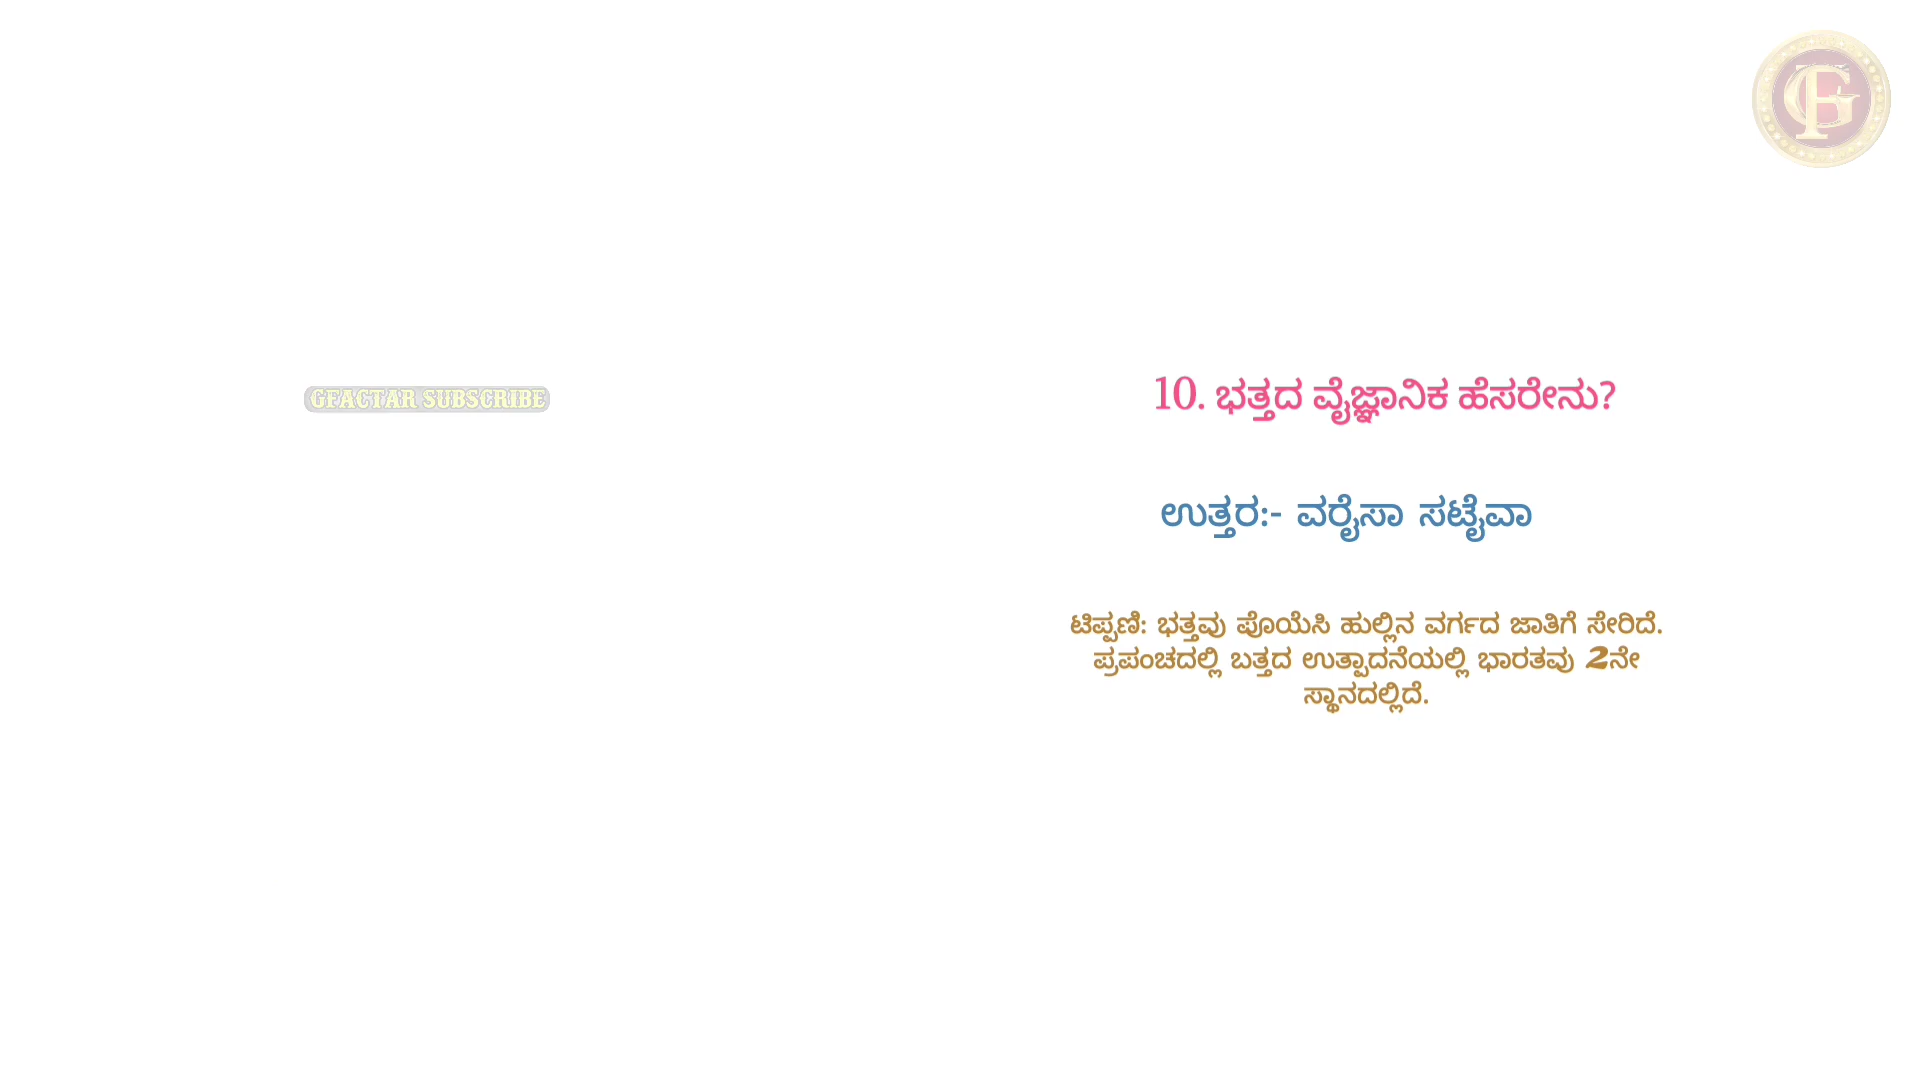 GFACTAR SUBSCRIBE
10. ಭತ್ತದ ವೈಜ್ಞಾನಿಕ ಹೆಸರೇನು?
ಉತ್ತರ:- ವರೈಸಾ ಸಟೈವಾ
ಟಿಪ್ಪಣಿ: ಭತ್ತವು ಪೊಯೆಸಿ ಹುಲ್ಲಿನ ವರ್ಗದ ಜಾತಿಗೆ ಸೇರಿದೆ.
ಪ್ರಪಂಚದಲ್ಲಿ ಬತ್ತದ ಉತ್ಪಾದನೆಯಲ್ಲಿ ಭಾರತವು 2ನೇ
ಸ್ಥಾನದಲ್ಲಿದೆ.